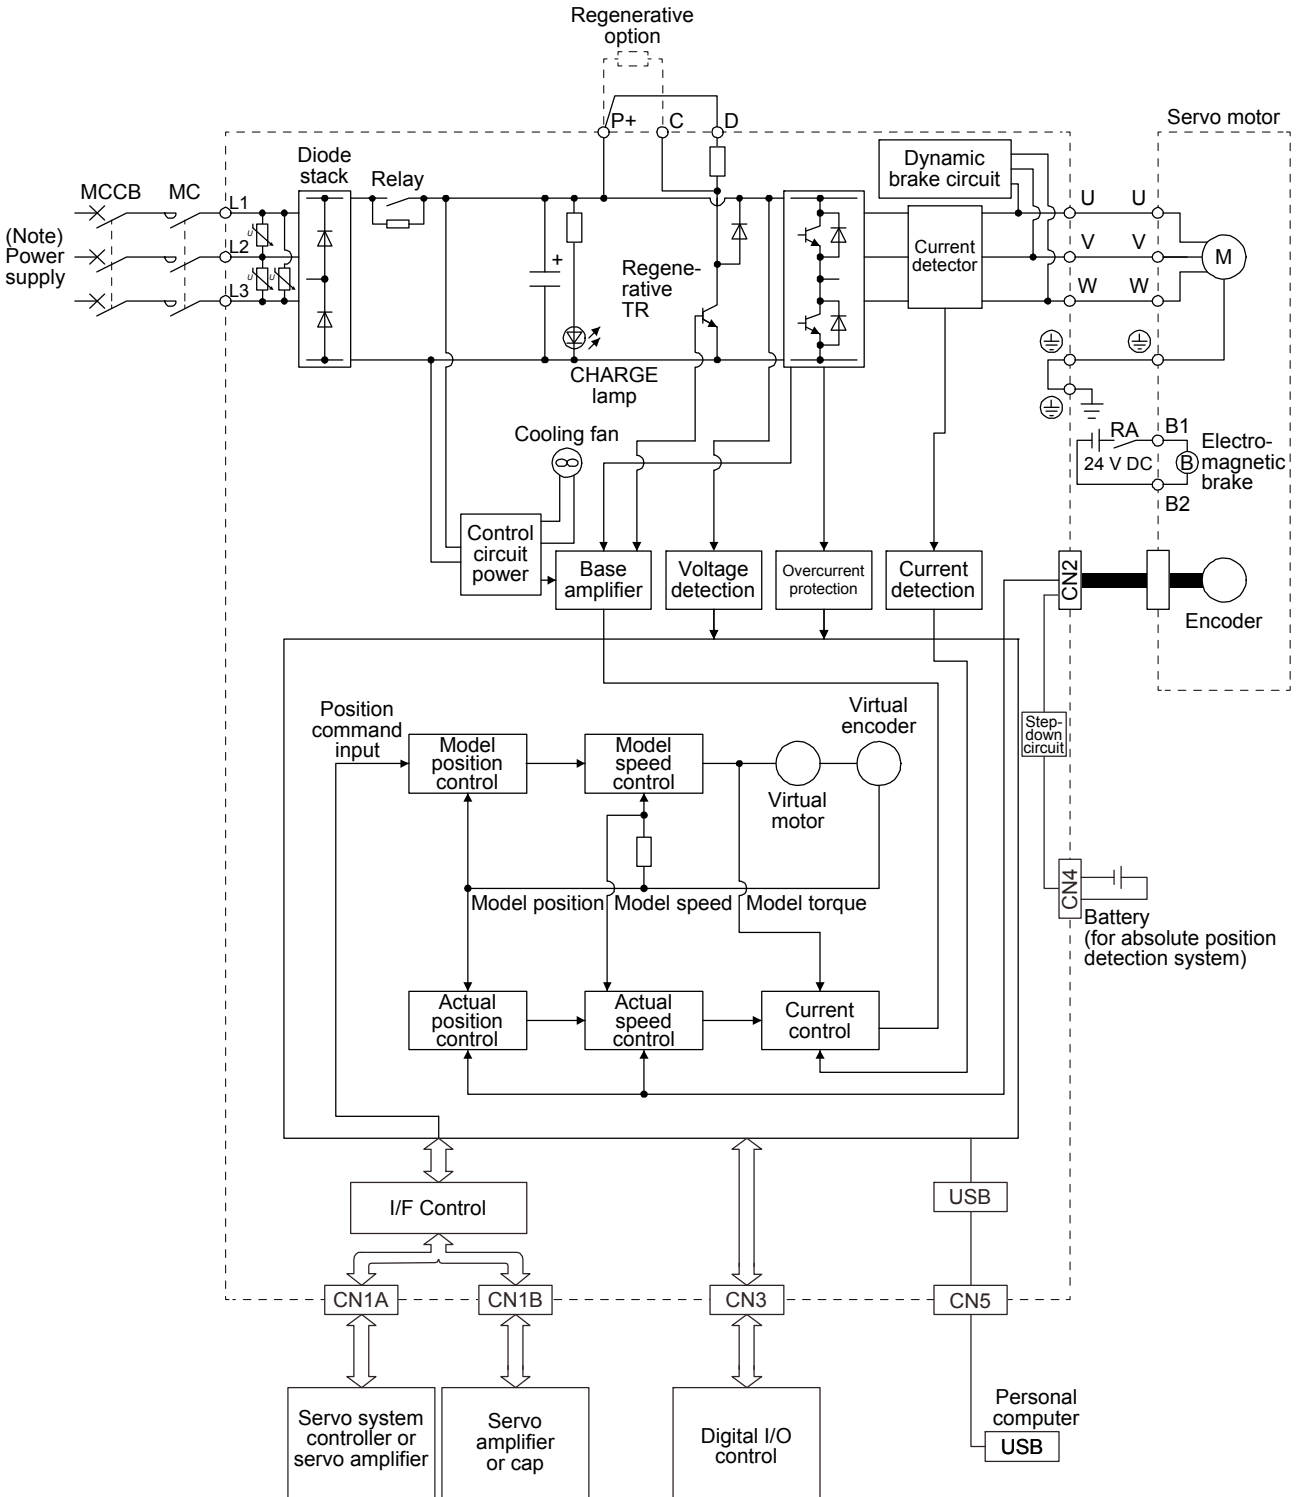 Regenerative
option
P+
C
D
Servo motor
Diode
stack
Relay
Dynamic
brake circuit
MCCB
MC
L1
L2
L3
(Note)
Power
supply
U
U
U
U
V
V
W
W
Current
detector
M
+
Regene-
rative
TR
CHARGE
lamp
Cooling fan
RA
24 V DC
B1
B
B2
Electro-
magnetic
brake
Control
circuit
power
Base
amplifier
Voltage
detection
Overcurrent
protection
Current
detection
CN2
Encoder
Step-
down
circuit
Position
command
input
Model
position
control
Model
speed
control
Virtual
encoder
Virtual
motor
Model position
Model speed
Model torque
CN4
Battery
(for absolute position
detection system)
Actual
position
control
Actual
speed
control
Current
control
I/F Control
USB
CN1A
CN1B
CN3
CN5
Servo system
controller or
servo amplifier
Servo
amplifier
or cap
Digital I/O
control
Personal
computer
USB